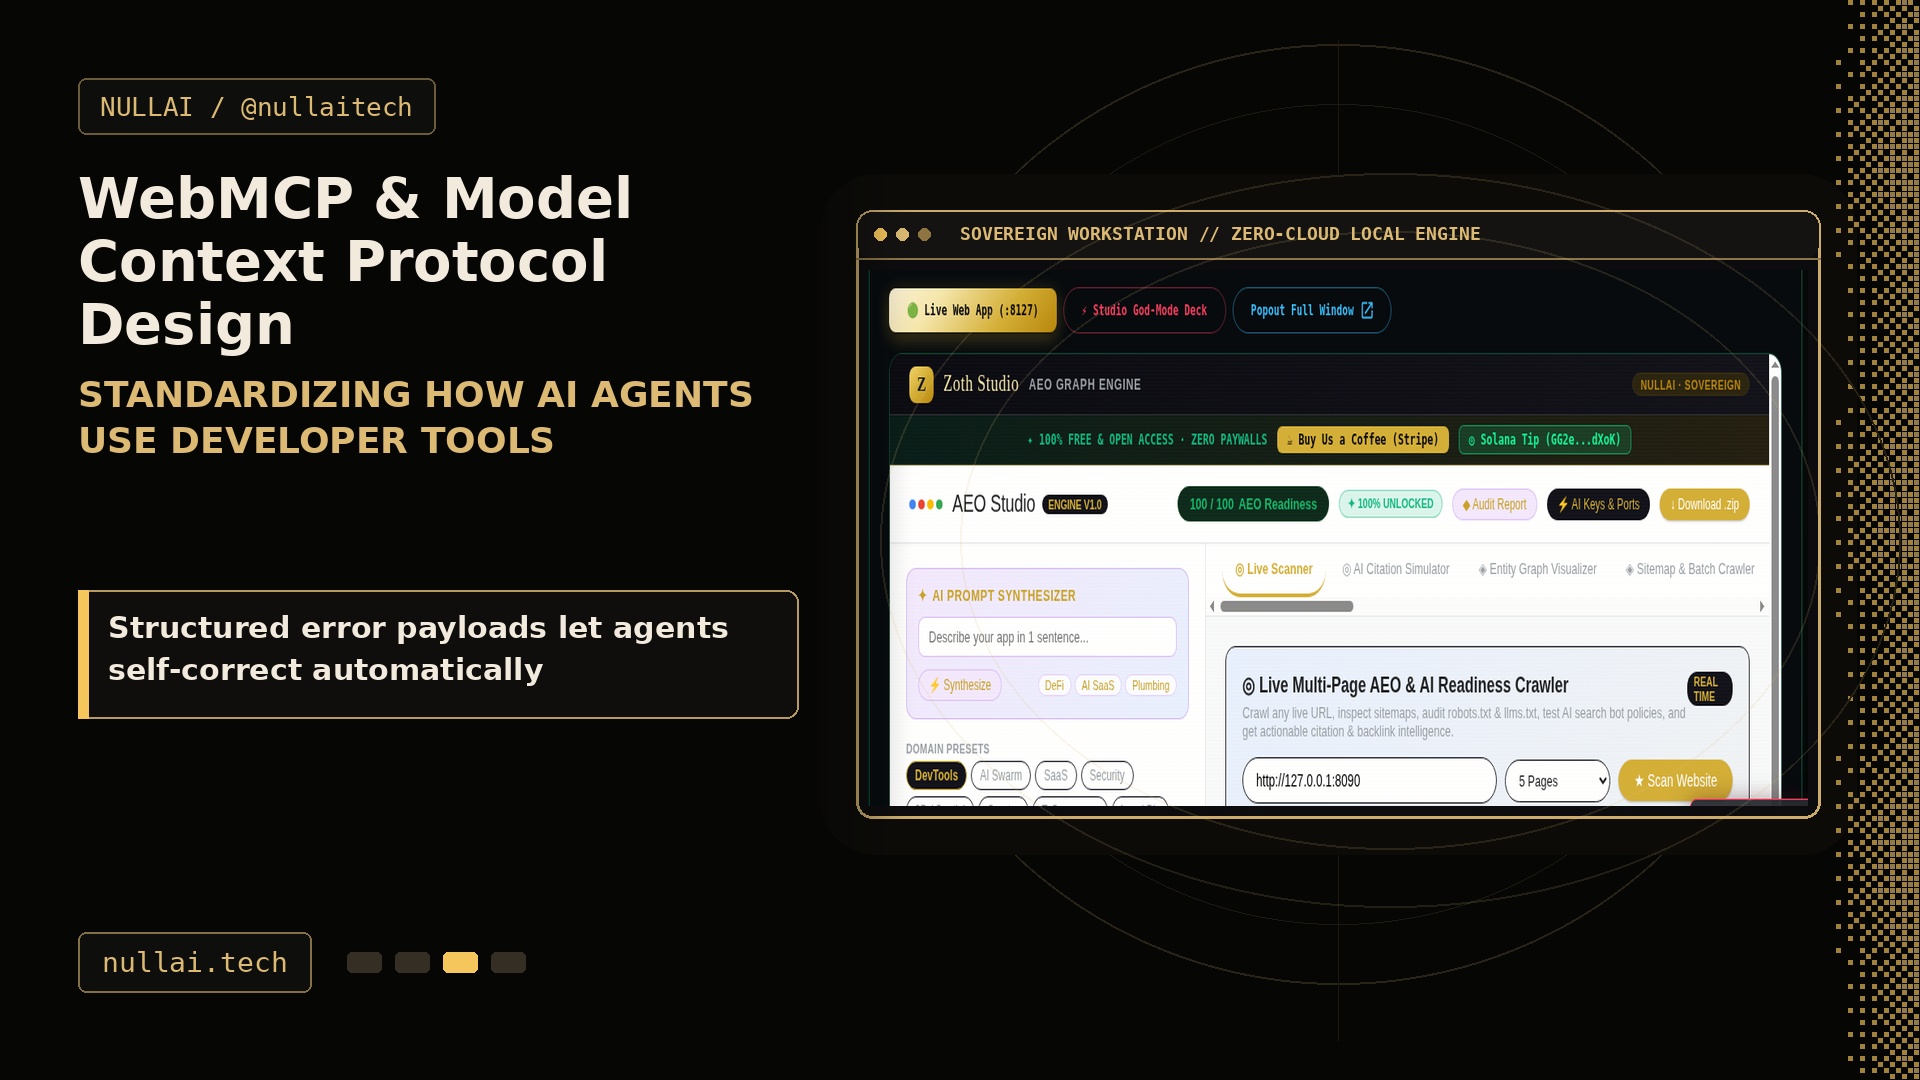 NULLAI / @nullaitech
WebMCP & Model
Context Protocol
Design
STANDARDIZING HOW AI AGENTS
USE DEVELOPER TOOLS
Structured error payloads let agents
self-correct automatically
nullai.tech
SOVEREIGN WORKSTATION // ZERO-CLOUD LOCAL ENGINE
Live Web App (:8127)
Studio God-Mode Deck
Popout Full Window
Z
Zoth Studio AEO GRAPH ENGINE
NULLAI · SOVEREIGN
100% FREE & OPEN ACCESS · ZERO PAYWALLS
Buy Us a Coffee (Stripe)
Solana Tip (GG2e...dXoK)
AEO Studio
ENGINE V1.0
100 / 100 AEO Readiness
100% UNLOCKED
Audit Report
AI Keys & Ports
↓ Download .zip
AI PROMPT SYNTHESIZER
Describe your app in 1 sentence...
Synthesize
DeFi
AI SaaS
Plumbing
DOMAIN PRESETS
DevTools
AI Swarm
SaaS
Security
Live Scanner
AI Citation Simulator
Entity Graph Visualizer
Sitemap & Batch Crawler
Live Multi-Page AEO & AI Readiness Crawler
REAL
TIME
Crawl any live URL, inspect sitemaps, audit robots.txt & llms.txt, test AI search bot policies, and
get actionable citation & backlink intelligence.
http://127.0.0.1:8090
5 Pages
★ Scan Website